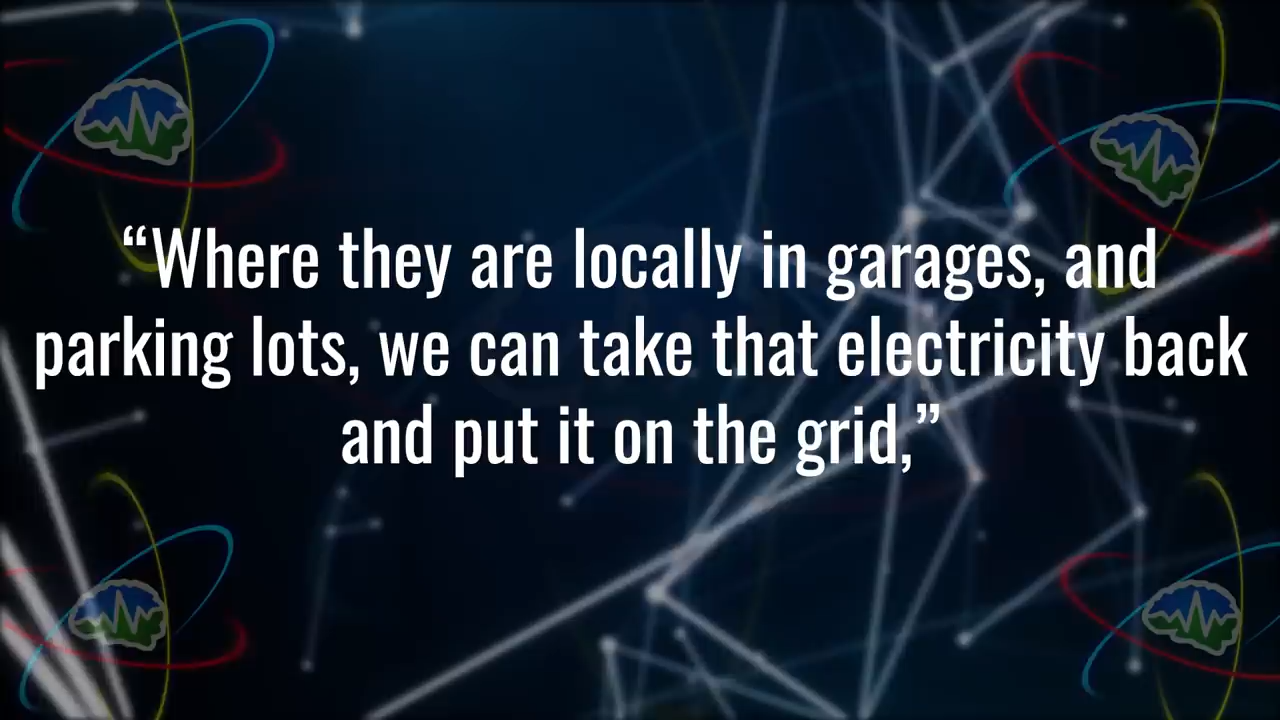 “Where they are locally in garages, and
parking lots, we can take that electricity back
and put it on the grid,”